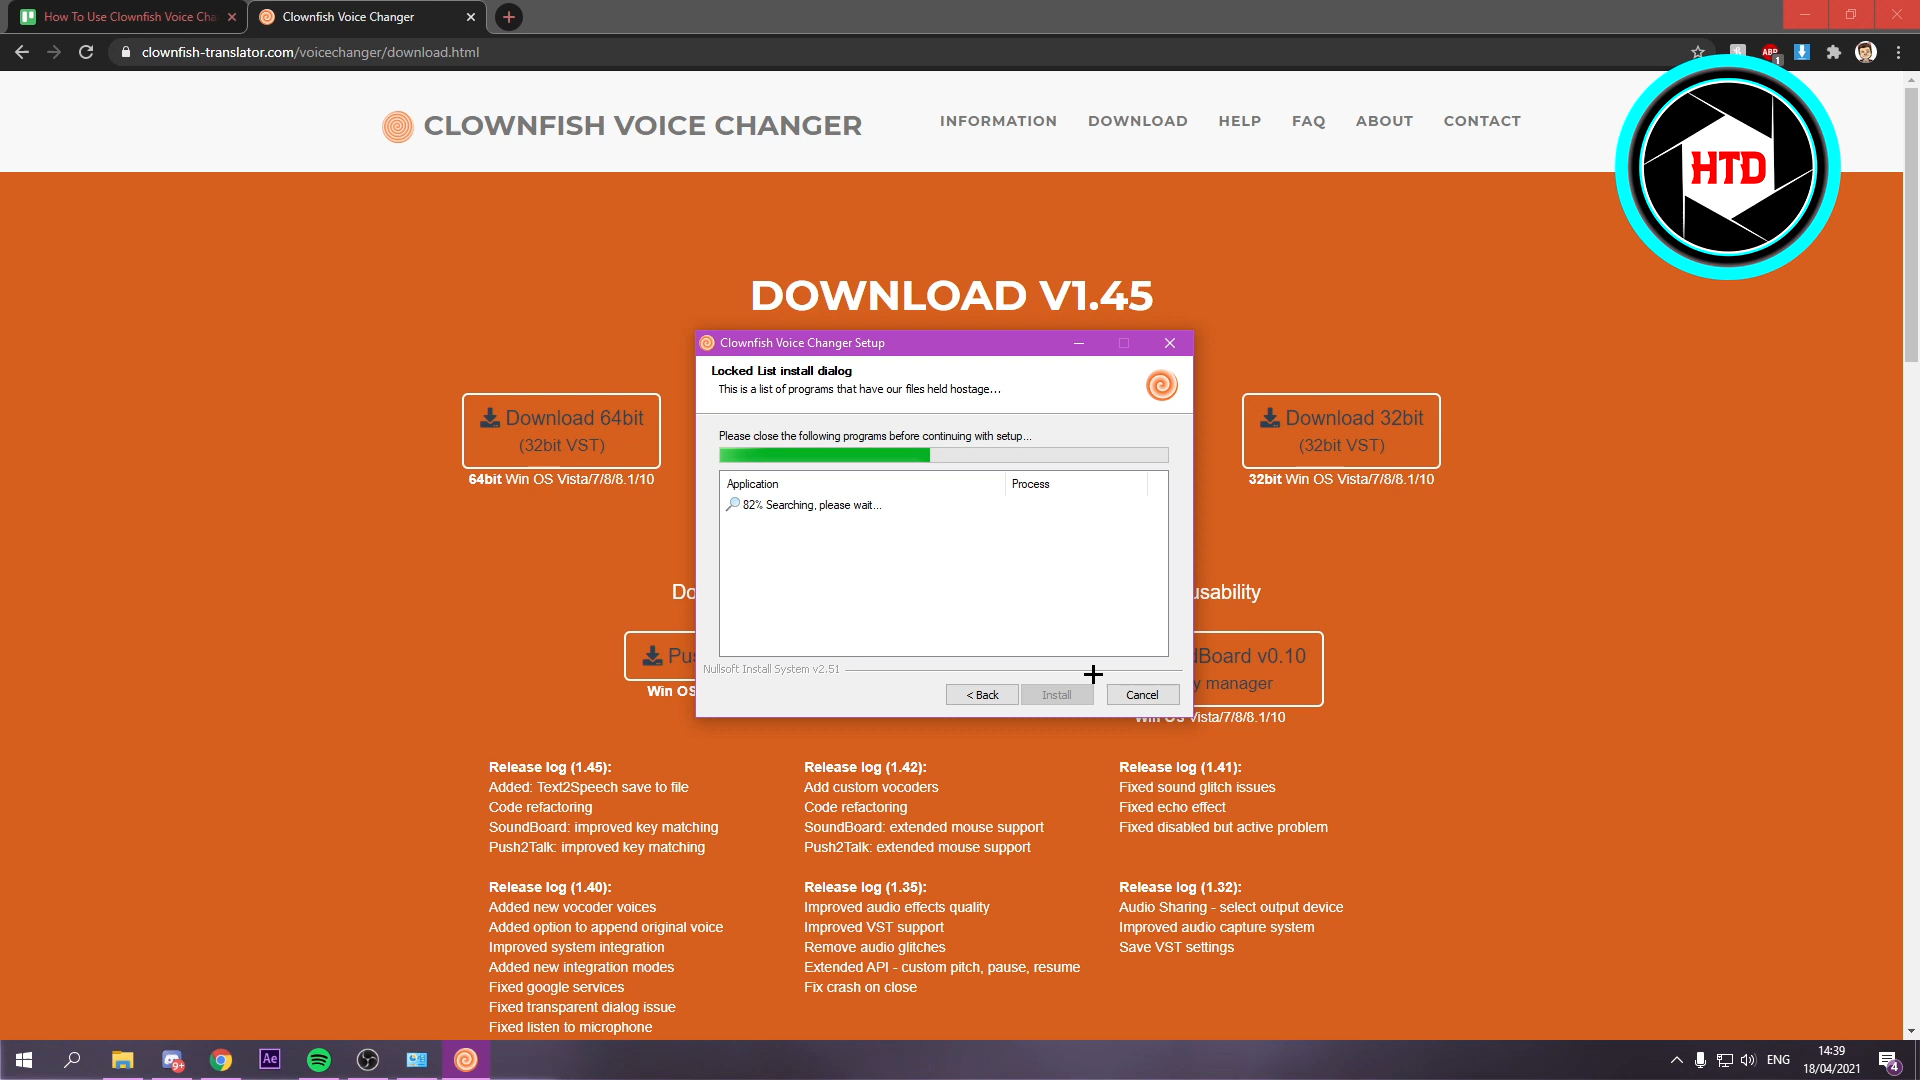 How To Use Clownfish Voice Cha
Clownfish Voice Changer
clownfish-translator.com/voicechanger/download.html
ABP
1
CLOWNFISH VOICE CHANGER
INFORMATION
DOWNLOAD
HELP
FAQ
ABOUT
CONTACT
HTD
DOWNLOAD V1.45
Clownfish Voice Changer Setup
Locked List install dialog
This is a list of programs that have our files held hostage...
Please close the following programs before continuing with setup...
Application
Process
82% Searching, please wait...
Nullsoft Install System v2.51
< Back
Install
Cancel
Download 64bit
(32bit VST)
64bit Win OS Vista/7/8/8.1/10
Download 32bit
(32bit VST)
32bit Win OS Vista/7/8/8.1/10
Do
usability
Pus
Win OS
dBoard v0.10
y manager
Win OS Vista/7/8/8.1/10
Release log (1.45):
Added: Text2Speech save to file
Code refactoring
SoundBoard: improved key matching
Push2Talk: improved key matching
Release log (1.42):
Add custom vocoders
Code refactoring
SoundBoard: extended mouse support
Push2Talk: extended mouse support
Release log (1.41):
Fixed sound glitch issues
Fixed echo effect
Fixed disabled but active problem
Release log (1.40):
Added new vocoder voices
Added option to append original voice
Improved system integration
Added new integration modes
Fixed google services
Fixed transparent dialog issue
Fixed listen to microphone
Release log (1.35):
Improved audio effects quality
Improved VST support
Remove audio glitches
Extended API - custom pitch, pause, resume
Fix crash on close
Release log (1.32):
Audio Sharing - select output device
Improved audio capture system
Save VST settings
9+
Ae
ENG
14:39
18/04/2021
4